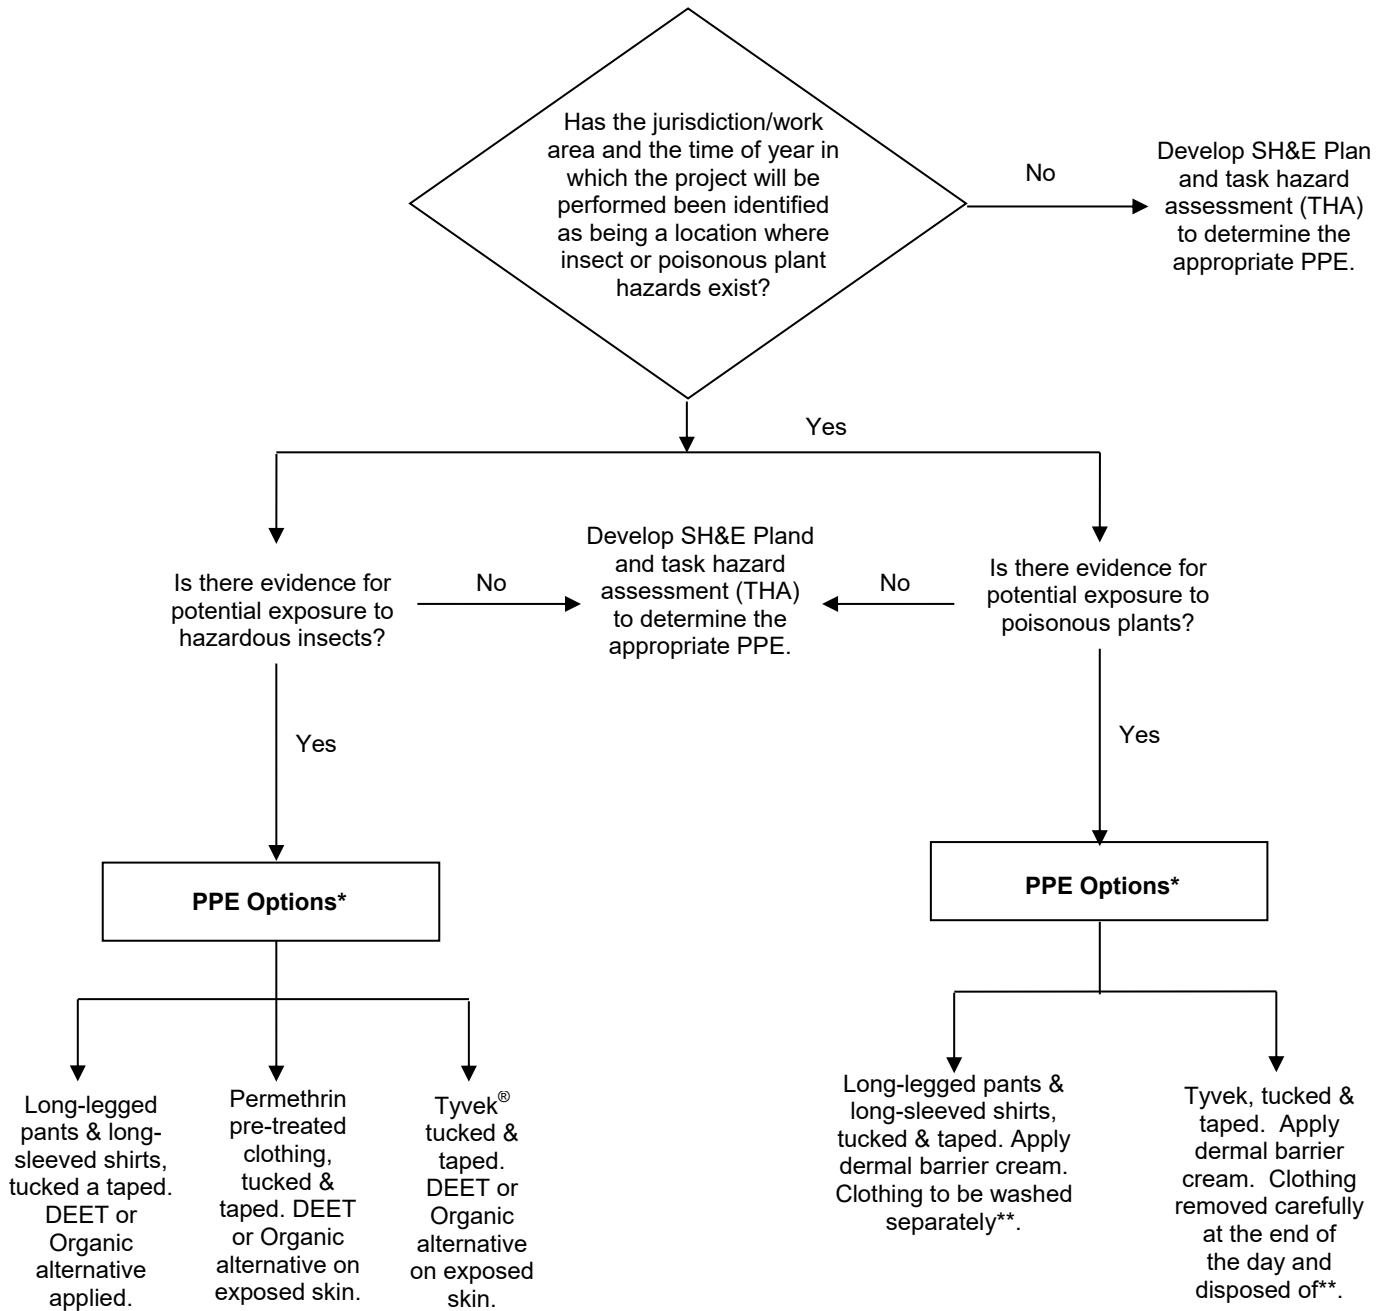 Has the jurisdiction/work
area and the time of year in
which the project will be
performed been identified
as being a location where
insect or poisonous plant
hazards exist?
No
Develop SH&E Plan
and task hazard
assessment (THA)
to determine the
appropriate PPE.
Yes
Is there evidence for
potential exposure to
hazardous insects?
No
Develop SH&E Pland
and task hazard
assessment (THA)
to determine the
appropriate PPE.
No
Is there evidence for
potential exposure to
poisonous plants?
Yes
Yes
PPE Options*
PPE Options*
Long-legged
pants & long-
sleeved shirts,
tucked a taped.
DEET or
Organic
alternative
applied.
Permethrin
pre-treated
clothing,
tucked &
taped. DEET
or Organic
alternative on
exposed skin.
Tyvek®
tucked &
taped.
DEET or
Organic
alternative
on exposed
skin.
Long-legged pants &
long-sleeved shirts,
tucked & taped. Apply
dermal barrier cream.
Clothing to be washed
separately**.
Tyvek, tucked &
taped.  Apply
dermal barrier
cream.  Clothing
removed carefully
at the end of
the day and
disposed of**.